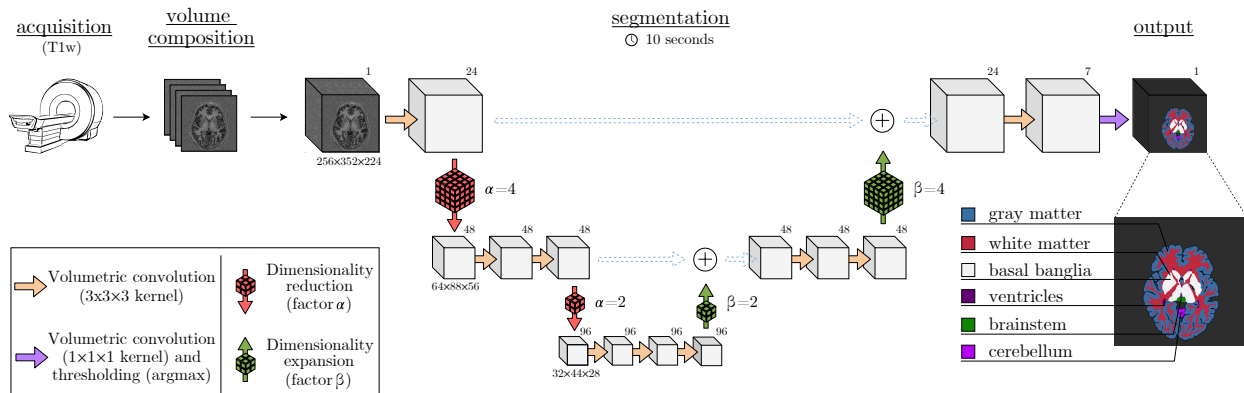 acquisition
(T1w)
volume
composition
segmentation
10 seconds
output
1
24
24
7
1
256×352×224
α=4
β=4
48
48
48
48
48
48
64×88×56
α=2
β=2
96
96
96
96
32×44×28
Volumetric convolution
(3x3×3 kernel)
Volumetric convolution
(1×1×1 kernel) and
thresholding (argmax)
Dimensionality
reduction
(factor α)
Dimensionality
expansion
(factor β)
gray matter
white matter
basal banglia
ventricles
brainstem
cerebellum